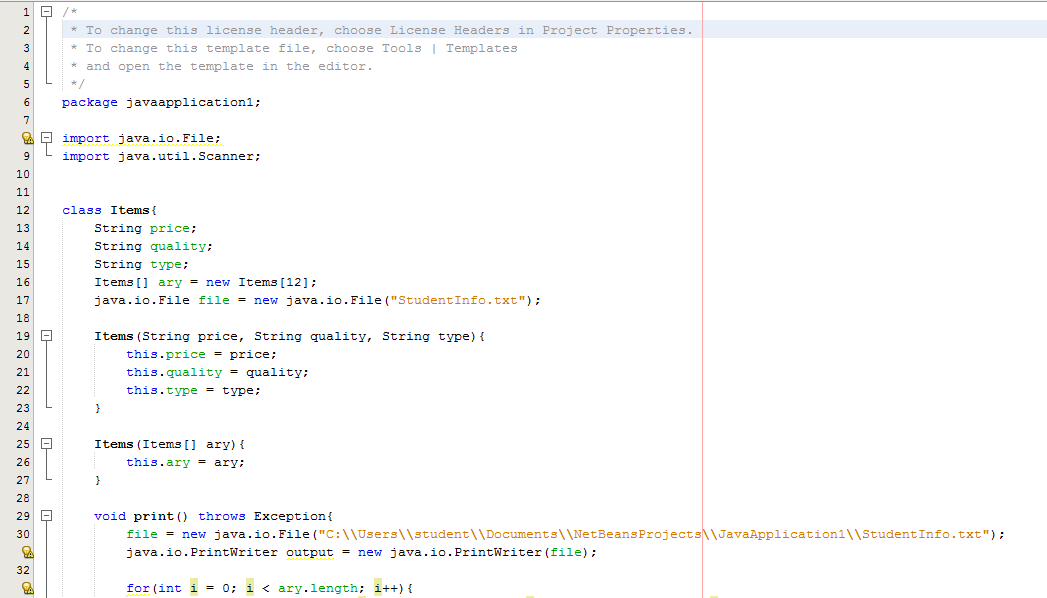 1 /*
2  * To change this license header, choose License Headers in Project Properties.
3  * To change this template file, choose Tools | Templates
4  * and open the template in the editor.
5  */
6 package javaapplication1;
7
import java.io.File;
9 import java.util.Scanner;
10
11
12 class Items{
13     String price;
14     String quality;
15     String type;
16     Items[] ary = new Items[12];
17     java.io.File file = new java.io.File("StudentInfo.txt");
18
19     Items(String price, String quality, String type){
20         this.price = price;
21         this.quality = quality;
22         this.type = type;
23     }
24
25     Items(Items[] ary){
26         this.ary = ary;
27     }
28
29     void print() throws Exception{
30         file = new java.io.File("C:\\Users\\student\\Documents\\NetBeansProjects\\JavaApplication1\\StudentInfo.txt");
        java.io.PrintWriter output = new java.io.PrintWriter(file);
32
        for(int i = 0; i < ary.length; i++){